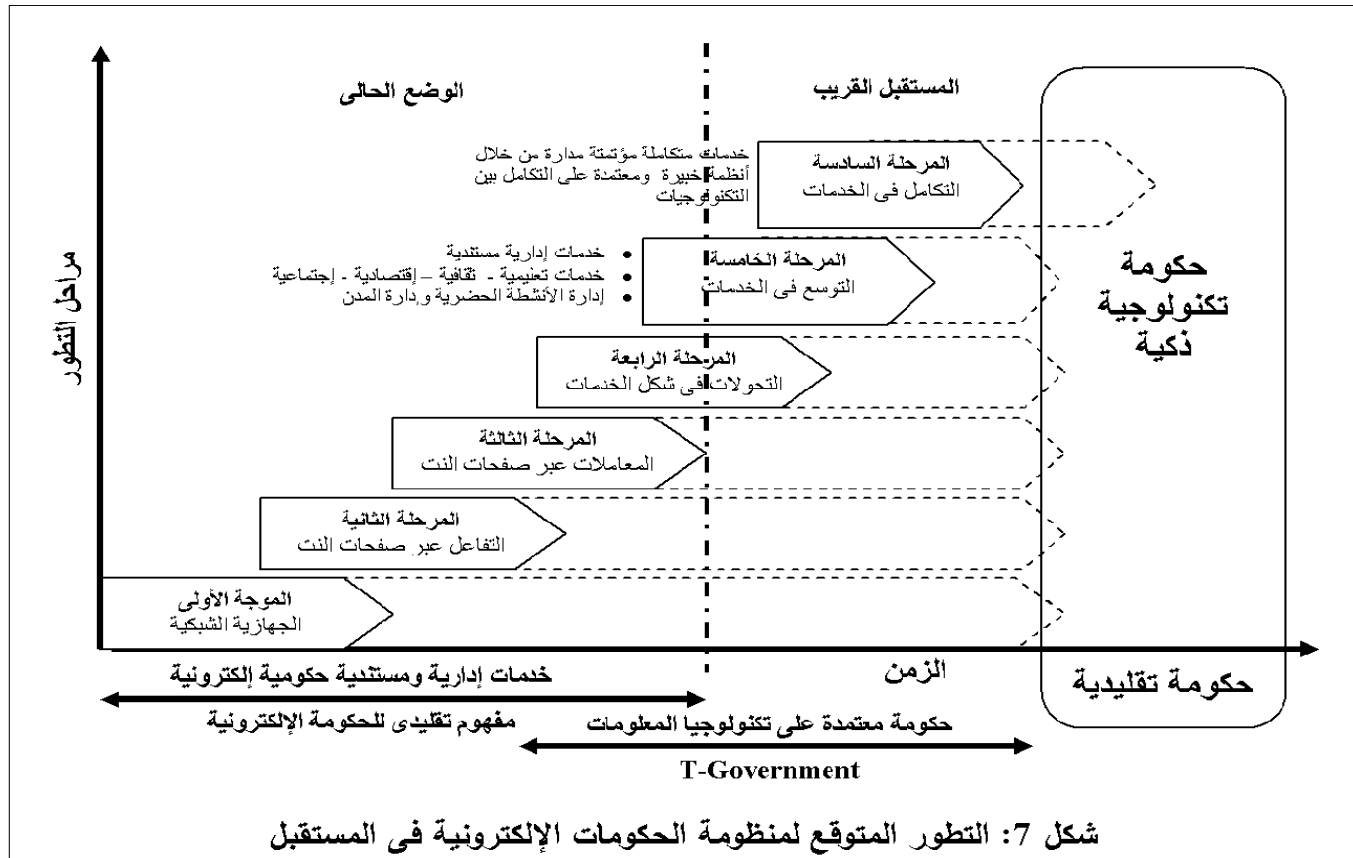 المستقبل القريب
الوضع الحالى
مراحل التطور
المرحلة السادسة
التكامل فى الخدمات
خدمات متكاملة مؤتمتة مدارة من خلال
أنظمة خبيرة ومعتمدة على التكامل بين
التكنولوجيات
المرحلة الخامسة
التوسع فى الخدمات
• خدمات إدارية مستندية
• خدمات تعليمية - ثقافية – إقتصادية - إجتماعية
• إدارة الأنشطة الحضرية وإدارة المدن
المرحلة الرابعة
التحولات فى شكل الخدمات
المرحلة الثالثة
المعاملات عبر صفحات النت
المرحلة الثانية
التفاعل عبر صفحات النت
الموجة الأولى
الجهازية الشبكية
حكومة
تكنولوجية
ذكية
حكومة تقليدية
الزمن
خدمات إدارية ومستندية حكومية إلكترونية
مفهوم تقليدى للحكومة الإلكترونية
حكومة معتمدة على تكنولوجيا المعلومات
T-Government
شكل 7: التطور المتوقع لمنظومة الحكومات الإلكترونية فى المستقبل